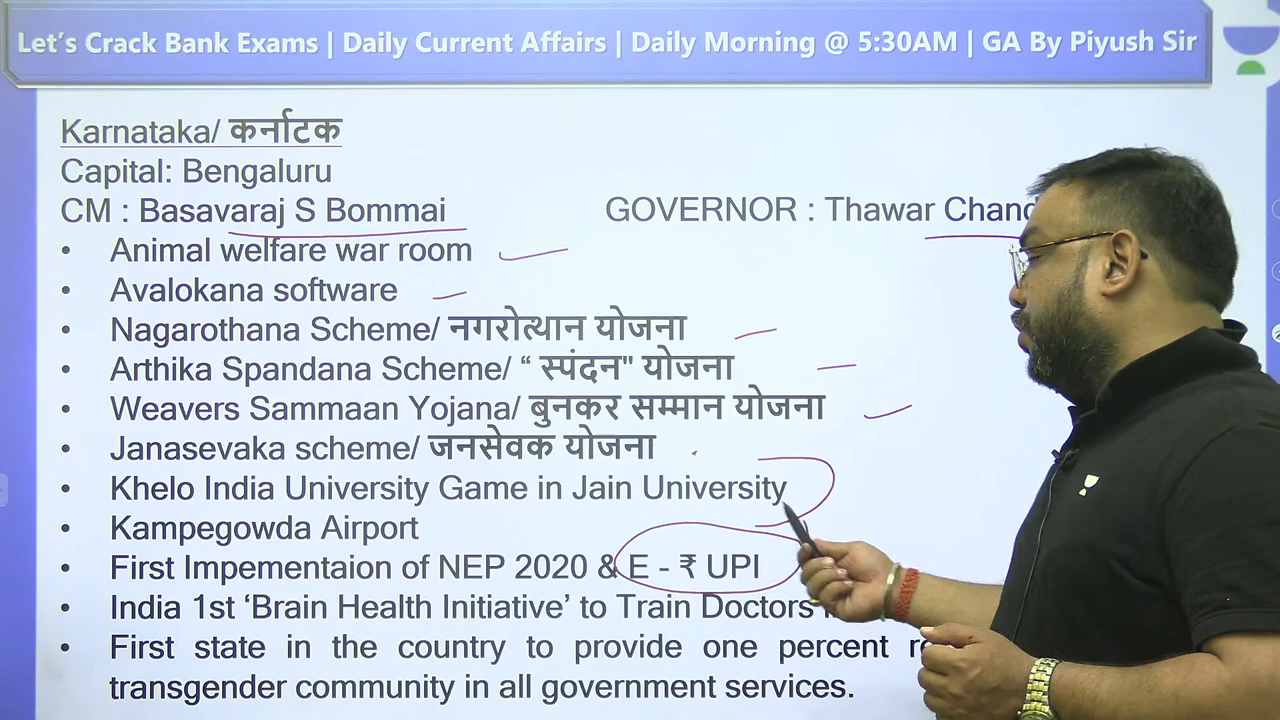 Let's Crack Bank Exams | Daily Current Affairs | Daily Morning @ 5:30AM | GA By Piyush Sir
Karnataka/ कर्नाटक
Capital: Bengaluru
CM : Basavaraj S Bommai GOVERNOR : Thawar
• Animal welfare war room
• Avalokana software
• Nagarothana Scheme/ नगरोत्थान योजना
• Arthika Spandana Scheme/ “ स्पंदन" योजना
• Weavers Sammaan Yojana/ बुनकर सम्मान योजना
• Janasevaka scheme/ जनसेवक योजना
• Khelo India University Game in Jain University
• Kampegowda Airport
• First Impementaion of NEP 2020 & E - ₹ UPI
• India 1st ‘Brain Health Initiative’ to Train Doctors
• First state in the country to provide one percent
transgender community in all government services.